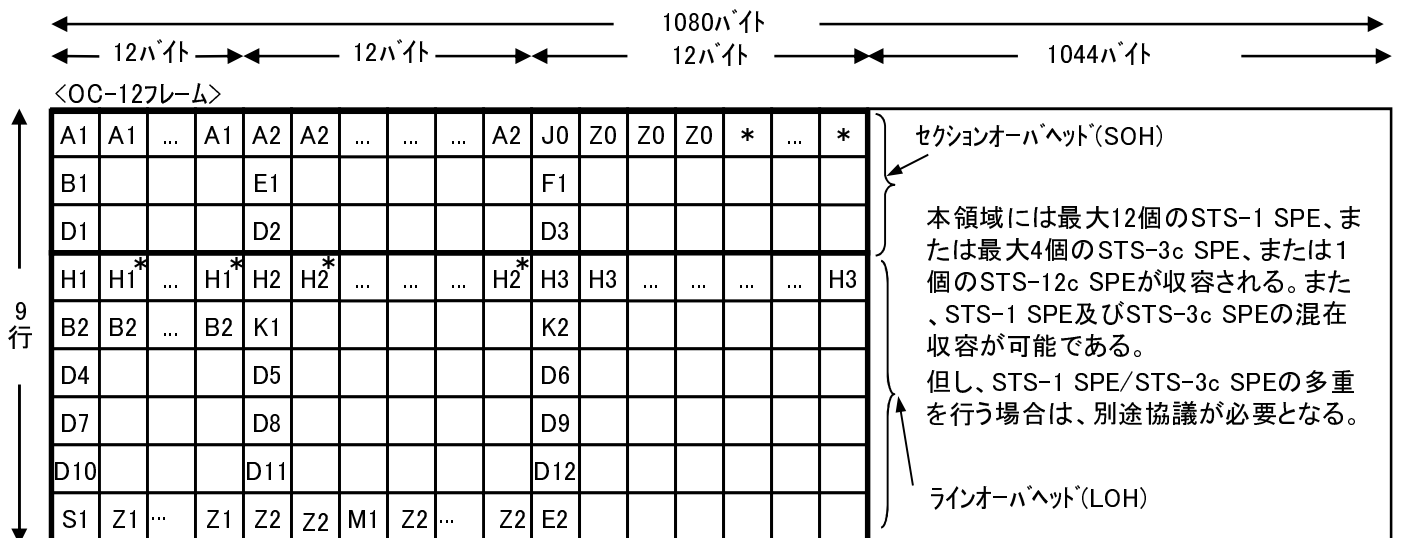 1080バイト
12バイト 12バイト 12バイト 1044バイト
<OC-12フレーム>
A1 A1 ... A1 A2 A2 ... ... ... A2 J0 Z0 Z0 Z0 * ... *
セクションオーバヘッド(SOH)
B1 E1 F1
D1 D2 D3
本領域には最大12個のSTS-1 SPE、ま
たは最大4個のSTS-3c SPE、または1
個のSTS-12c SPEが収容される。また
、STS-1 SPE及びSTS-3c SPEの混在
収容が可能である。
但し、STS-1 SPE/STS-3c SPEの多重
を行う場合は、別途協議が必要となる。
H1 H1* ... H1* H2 H2* ... ... ... H2* H3 H3 ... ... ... ... H3
9
行
B2 B2 ... B2 K1 K2
D4 D5 D6
D7 D8 D9
D10 D11 D12
ラインオーバヘッド(LOH)
S1 Z1 ... Z1 Z2 Z2 M1 Z2 ... Z2 E2